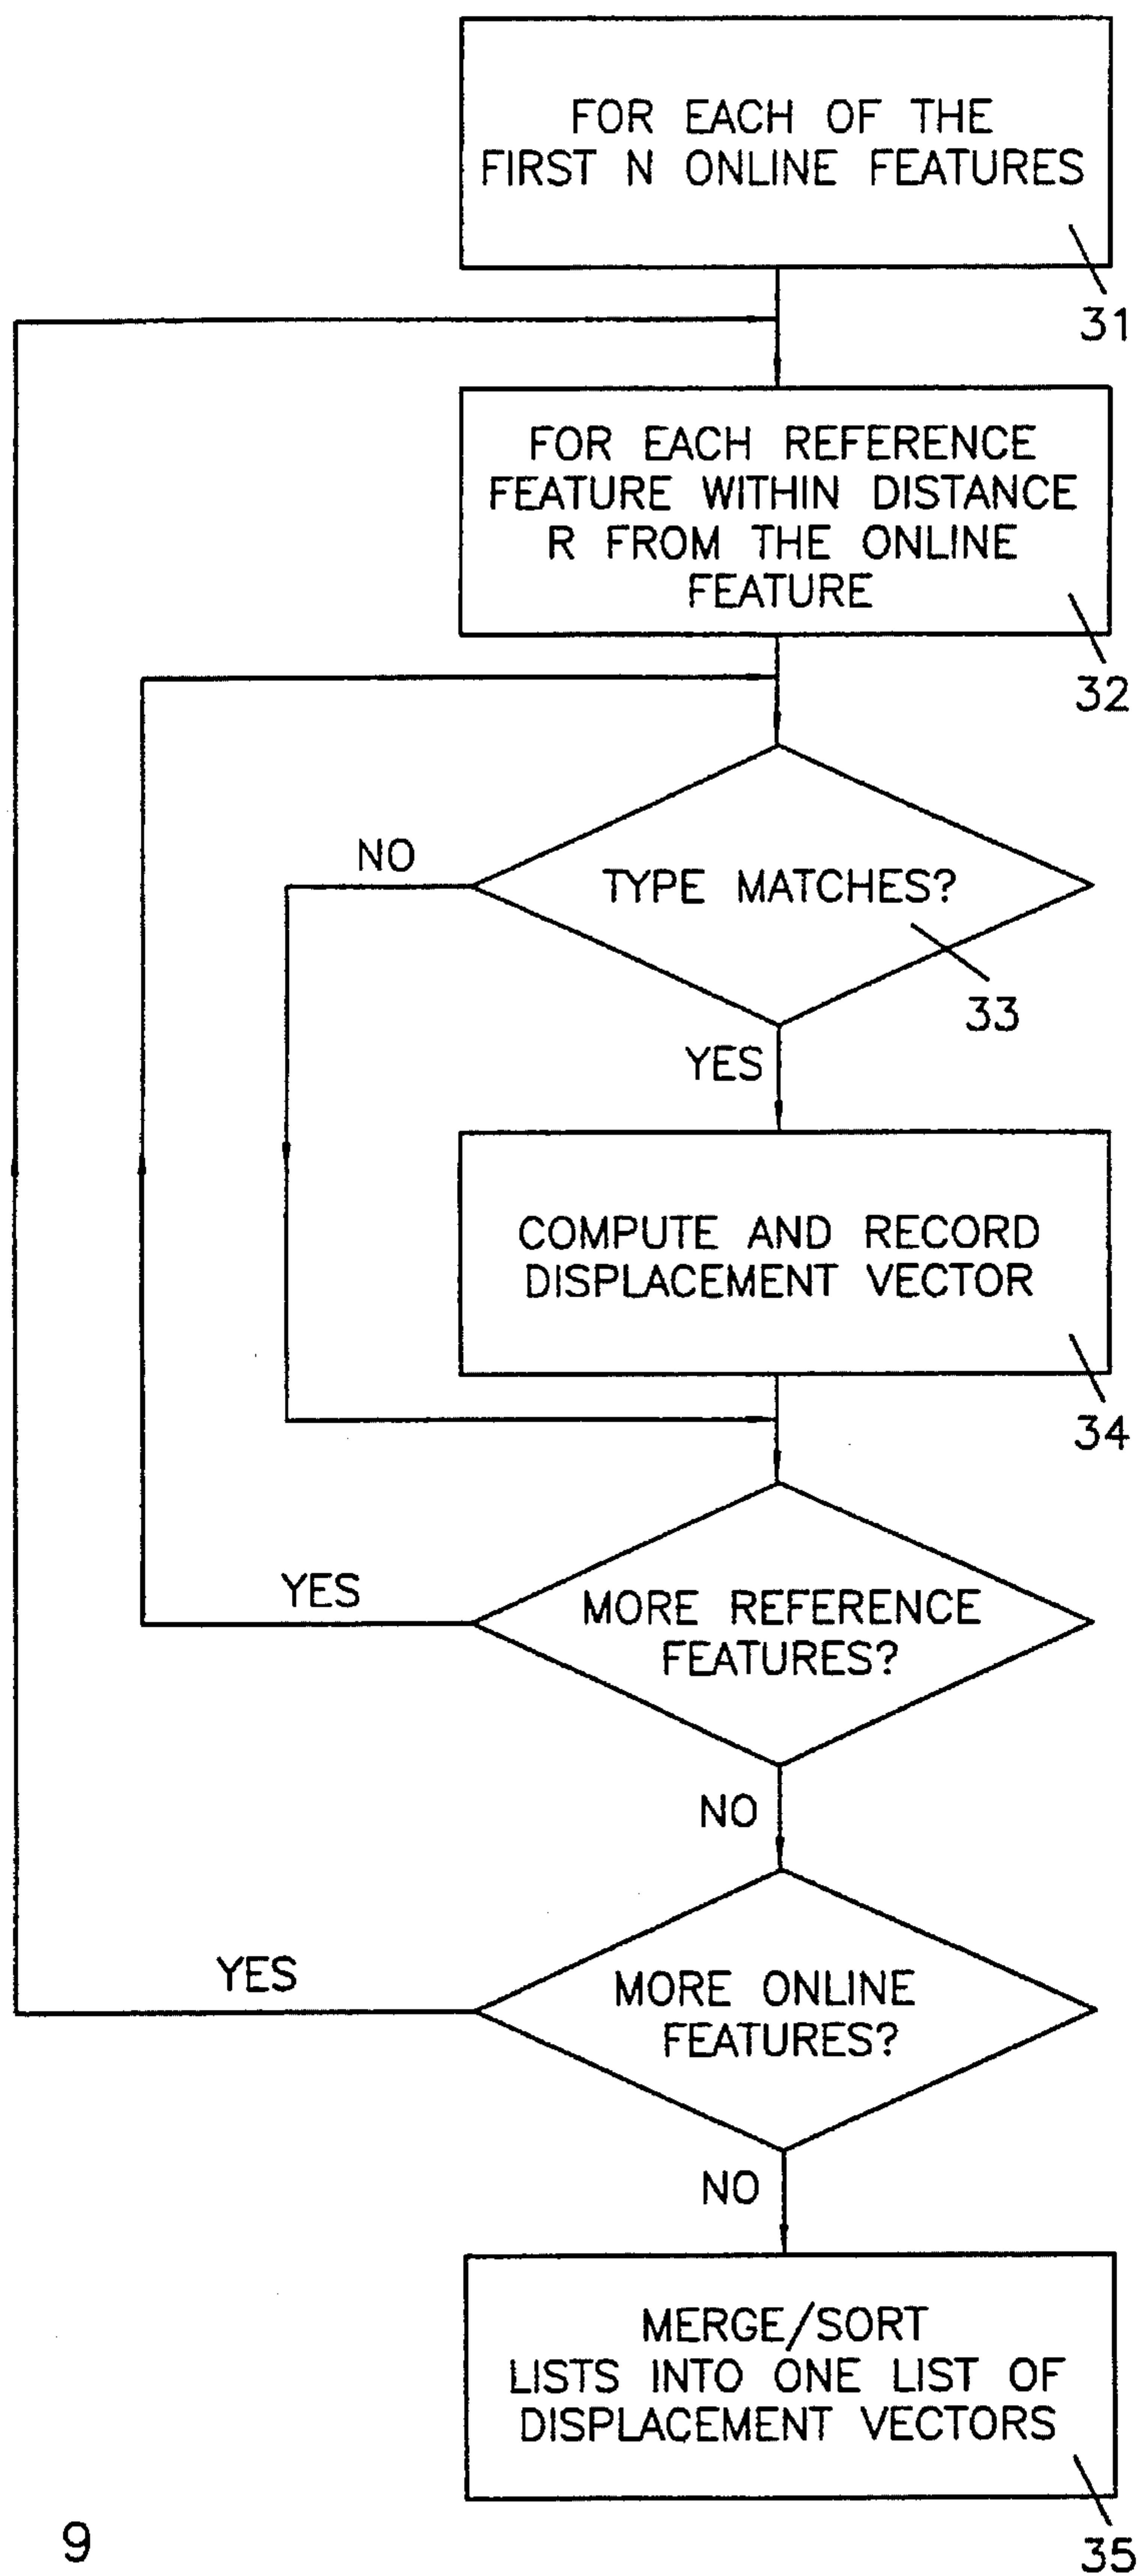 FOR EACH OF THE
FIRST N ONLINE FEATURES
31
FOR EACH REFERENCE
FEATURE WITHIN DISTANCE
R FROM THE ONLINE
FEATURE
32
NO
TYPE MATCHES?
33
YES
COMPUTE AND RECORD
DISPLACEMENT VECTOR
34
YES
MORE REFERENCE
FEATURES?
NO
YES
MORE ONLINE
FEATURES?
NO
MERGE/SORT
LISTS INTO ONE LIST OF
DISPLACEMENT VECTORS
9
35